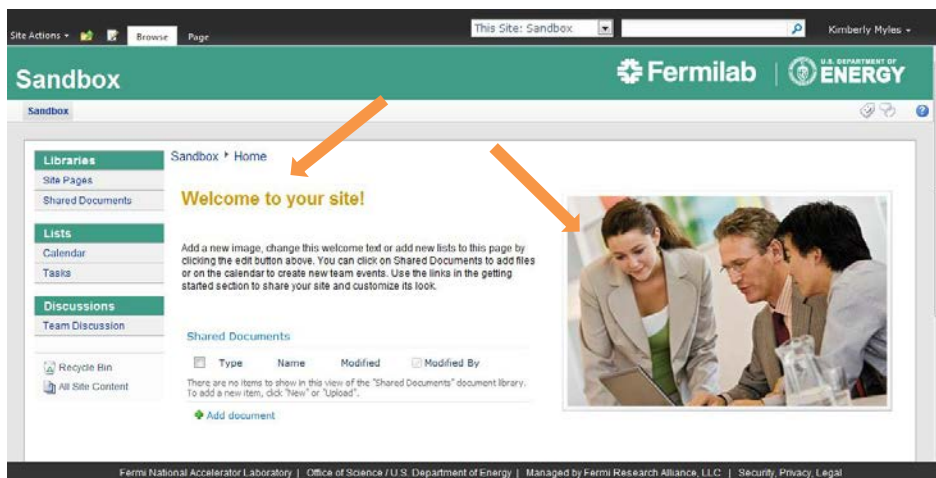 Site Actions Browse Page This Site: Sandbox Kimberly Myles
Sandbox Fermilab U.S. DEPARTMENT OF ENERGY
Sandbox
Libraries
Site Pages
Shared Documents
Lists
Calendar
Tasks
Discussions
Team Discussion
Recycle Bin
All Site Content
Sandbox Home
Welcome to your site!
Add a new image, change this welcome text or add new lists to this page by
clicking the edit button above. You can click on Shared Documents to add files
or on the calendar to create new team events. Use the links in the getting
started section to share your site and customize its look.
Shared Documents
Type Name Modified Modified By
There are no items to show in this view of the "Shared Documents" document library.
To add a new item, click "New" or "Upload".
Add document
Fermi National Accelerator Laboratory | Office of Science / U.S. Department of Energy | Managed by Fermi Research Alliance, LLC | Security, Privacy, Legal